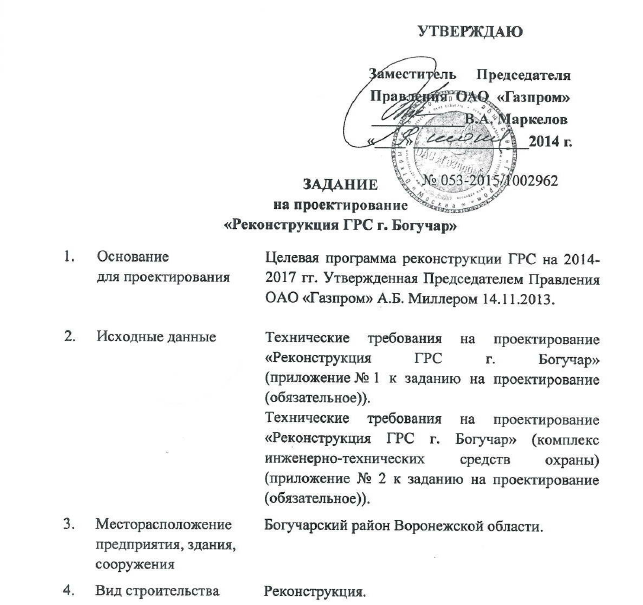 УТВЕРЖДАЮ
Заместитель Председателя
Правления ОАО «Газпром»
В.А. Маркелов
« » 2014 г.
№ 053-2015/1002962
ЗАДАНИЕ
на проектирование
«Реконструкция ГРС г. Богучар»
1. Основание для проектирования
Целевая программа реконструкции ГРС на 2014-
2017 гг. Утвержденная Председателем Правления
ОАО «Газпром» А.Б. Миллером 14.11.2013.
2. Исходные данные
Технические требования на проектирование
«Реконструкция ГРС г. Богучар»
(приложение № 1 к заданию на проектирование
(обязательное)).
Технические требования на проектирование
«Реконструкция ГРС г. Богучар» (комплекс
инженерно-технических средств охраны)
(приложение № 2 к заданию на проектирование
(обязательное)).
3. Месторасположение
предприятия, здания,
сооружения
Богучарский район Воронежской области.
4. Вид строительства
Реконструкция.